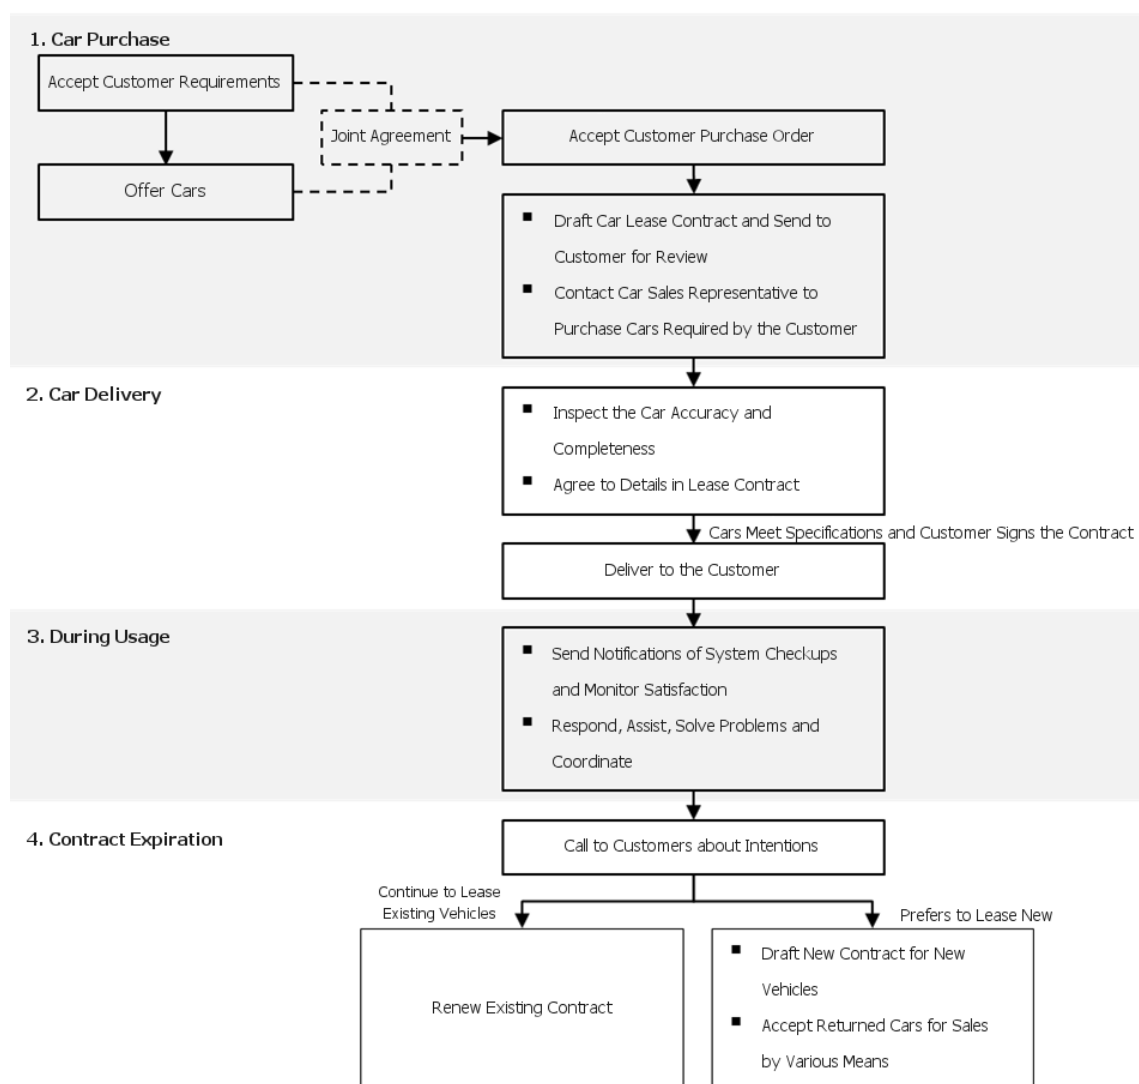 1. Car Purchase
Accept Customer Requirements
Joint Agreement
Accept Customer Purchase Order
Offer Cars
▪ Draft Car Lease Contract and Send to
Customer for Review
▪ Contact Car Sales Representative to
Purchase Cars Required by the Customer
2. Car Delivery
▪ Inspect the Car Accuracy and
Completeness
▪ Agree to Details in Lease Contract
Cars Meet Specifications and Customer Signs the Contract
Deliver to the Customer
3. During Usage
▪ Send Notifications of System Checkups
and Monitor Satisfaction
▪ Respond, Assist, Solve Problems and
Coordinate
4. Contract Expiration
Call to Customers about Intentions
Continue to Lease
Existing Vehicles
Prefers to Lease New
Renew Existing Contract
▪ Draft New Contract for New
Vehicles
▪ Accept Returned Cars for Sales
by Various Means